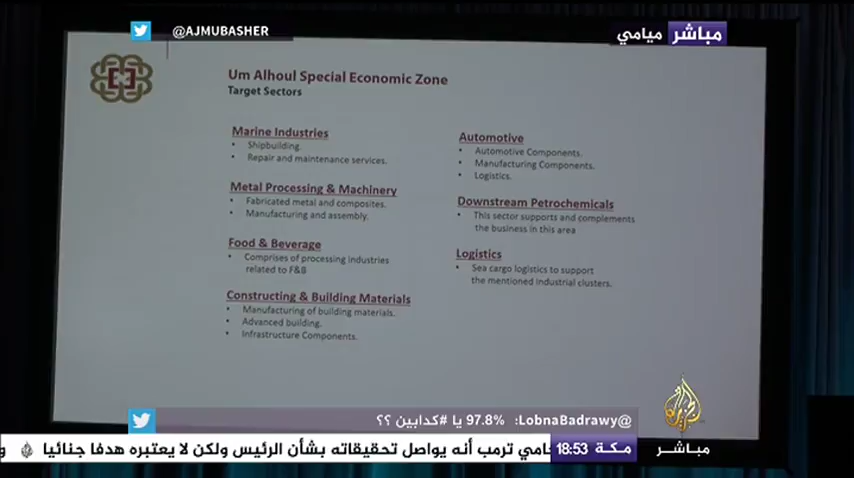 @AJMUBASHER
مباشر ميامي
Um Alhoul Special Economic Zone
Target Sectors
Marine Industries
• Shipbuilding.
• Repair and maintenance services.
Metal Processing & Machinery
• Fabricated metal and composites.
• Manufacturing and assembly.
Food & Beverage
• Comprises of processing industries
related to F&B
Constructing & Building Materials
• Manufacturing of building materials.
• Advanced building.
• Infrastructure Components.
Automotive
• Automotive Components.
• Manufacturing Components.
• Logistics.
Downstream Petrochemicals
• This sector supports and complements
the business in this area
Logistics
• Sea cargo logistics to support
the mentioned industrial clusters.
@LobnaBadrawy: 97.8% يا #كدابين ؟؟
الجزيرة
مباشر
مكة 18:53
ترمب أنه يواصل تحقيقاته بشأن الرئيس ولكن لا يعتبره هدفا جنائيا